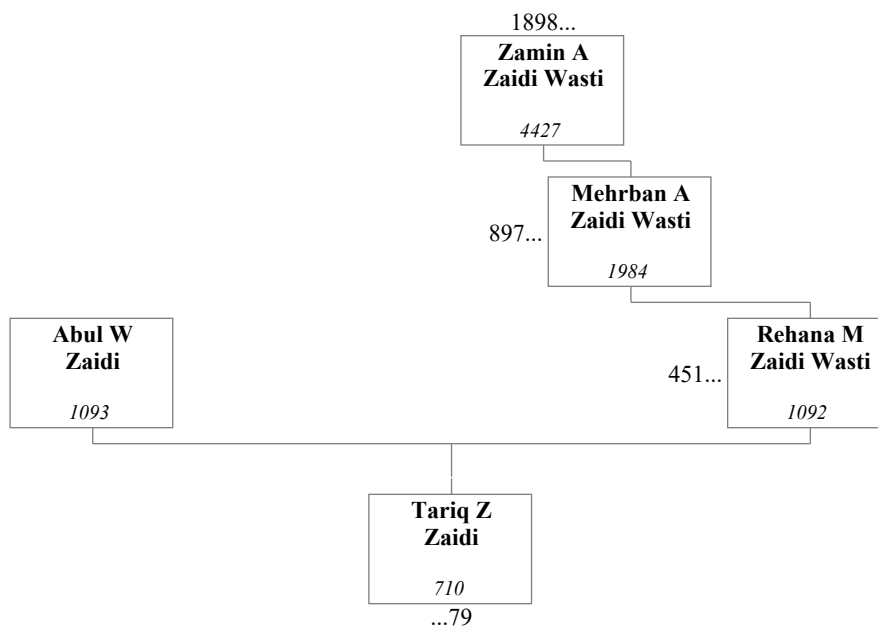 1898...
Zamin A
Zaidi Wasti
4427
Mehrban A
Zaidi Wasti
897...
1984
Abul W
Zaidi
1093
Rehana M
Zaidi Wasti
451...
1092
Tariq Z
Zaidi
710
...79